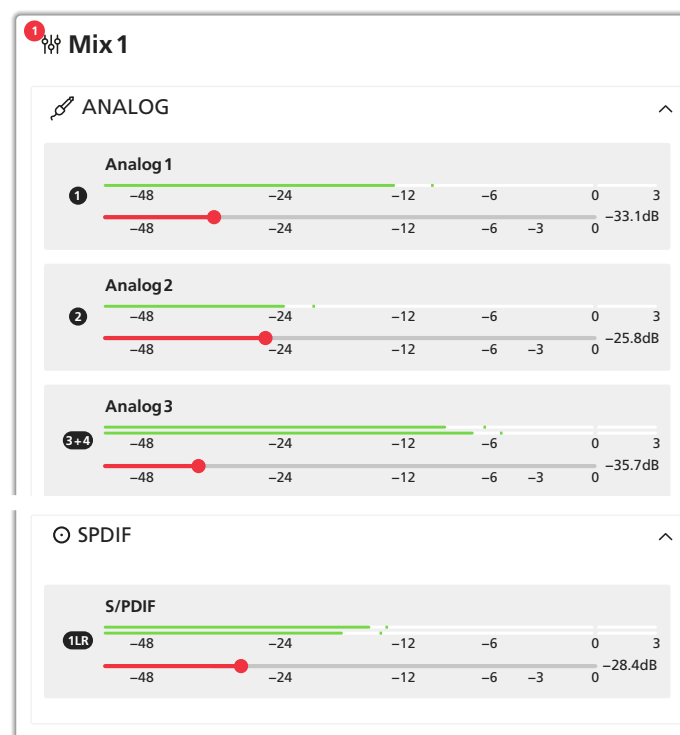 1
Mix 1
ANALOG
Analog 1
1
−48 −24 −12 −6 0 3
−33.1dB
−48 −24 −12 −6 −3 0
Analog 2
2
−48 −24 −12 −6 0 3
−25.8dB
−48 −24 −12 −6 −3 0
Analog 3
3+4
−48 −24 −12 −6 0 3
−35.7dB
−48 −24 −12 −6 −3 0
SPDIF
S/PDIF
1LR
−48 −24 −12 −6 0 3
−28.4dB
−48 −24 −12 −6 −3 0